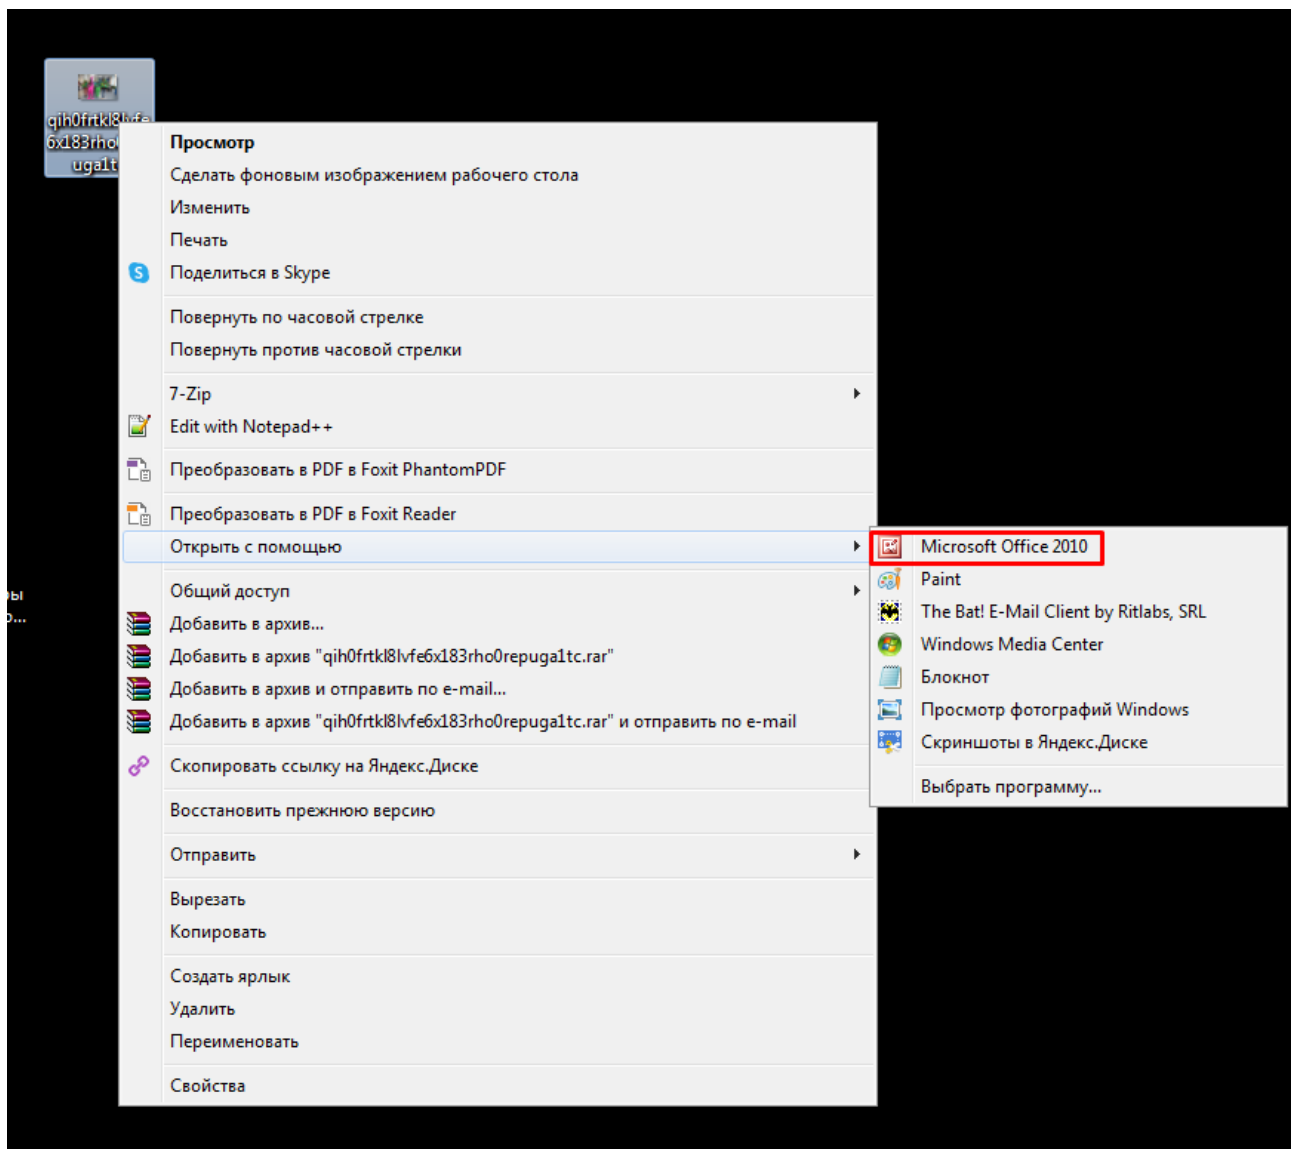 qih0frtkl8lvfe
6x183rho
uga1t
Просмотр
Сделать фоновым изображением рабочего стола
Изменить
Печать
Поделиться в Skype
Повернуть по часовой стрелке
Повернуть против часовой стрелки
7-Zip
Edit with Notepad++
Преобразовать в PDF в Foxit PhantomPDF
Преобразовать в PDF в Foxit Reader
Открыть с помощью
Microsoft Office 2010
Paint
The Bat! E-Mail Client by Ritlabs, SRL
Windows Media Center
Блокнот
Просмотр фотографий Windows
Скриншоты в Яндекс.Диске
Выбрать программу...
ры
о...
Общий доступ
Добавить в архив...
Добавить в архив "qih0frtkl8lvfe6x183rho0repuga1tc.rar"
Добавить в архив и отправить по e-mail...
Добавить в архив "qih0frtkl8lvfe6x183rho0repuga1tc.rar" и отправить по e-mail
Скопировать ссылку на Яндекс.Диске
Восстановить прежнюю версию
Отправить
Вырезать
Копировать
Создать ярлык
Удалить
Переименовать
Свойства